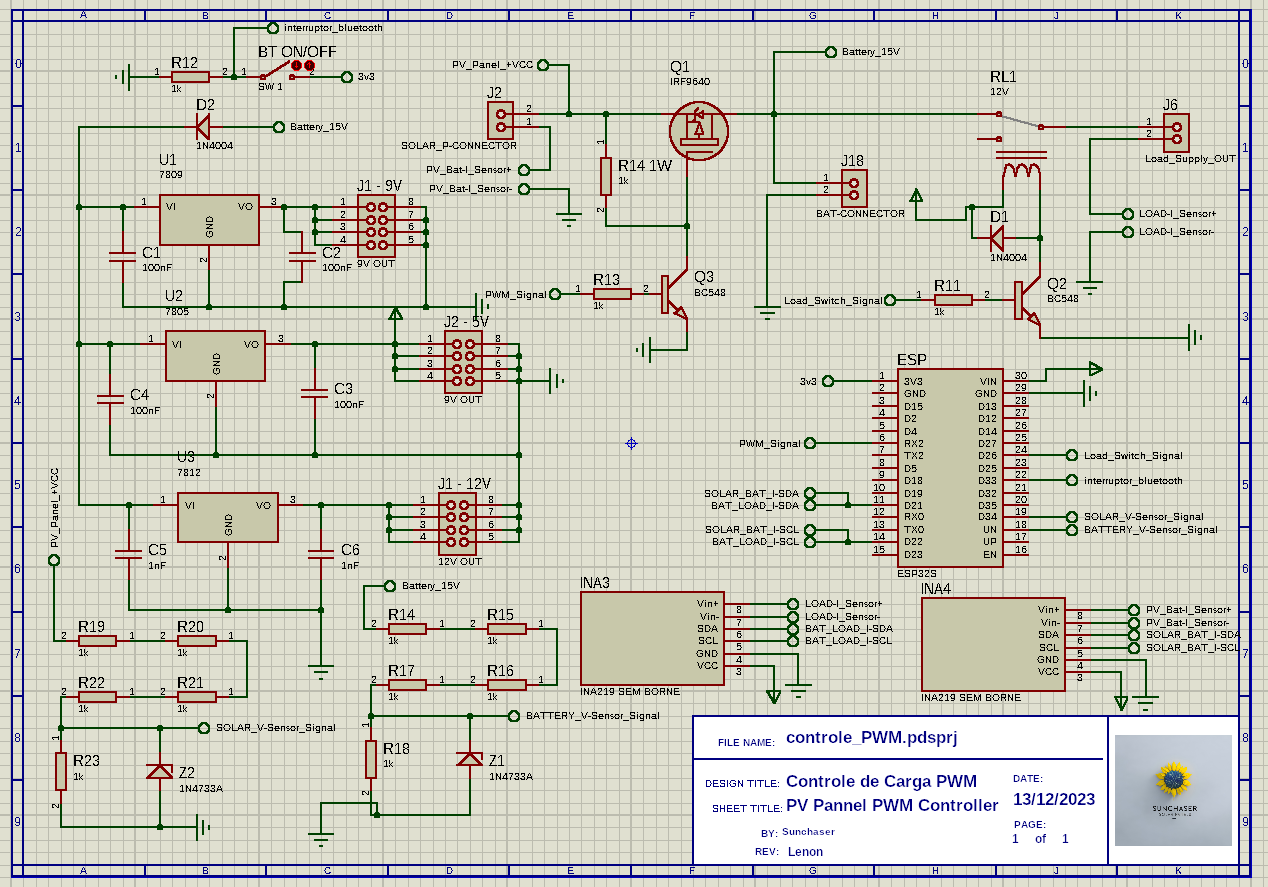 A B C D E F G H J K
interruptor_bluetooth
BT ON/OFF
R12
1 2 1 2
1k
SW 1
3v3
D2
Battery_15V
1N4004
PV_Panel_+VCC
J2
2
1
SOLAR_P-CONNECTOR
PV_Bat-I_Sensor+
PV_Bat-I_Sensor-
Q1
IRF9640
R14 1W
1k
1
2
Battery_15V
J18
1
2
BAT-CONNECTOR
RL1
12V
J6
1
2
Load_Supply_OUT
LOAD-I_Sensor+
LOAD-I_Sensor-
D1
1N4004
U1
7809
1 VI VO 3
GND
2
C1
100nF
C2
100nF
J1 - 9V
1 8
2 7
3 6
4 5
9V OUT
PWM_Signal
R13
1 2
1k
Q3
BC548
Load_Switch_Signal
R11
1 2
1k
Q2
BC548
U2
7805
1 VI VO 3
GND
2
C4
100nF
C3
100nF
J2 - 5V
1 8
2 7
3 6
4 5
9V OUT
U3
7812
1 VI VO 3
GND
2
C5
1nF
C6
1nF
J1 - 12V
1 8
2 7
3 6
4 5
12V OUT
ESP
3v3 1 3V3 VIN 30
2 GND GND 29
3 D15 D13 28
4 D2 D12 27
5 D4 D14 26
PWM_Signal 6 RX2 D27 25
7 TX2 D26 24 Load_Switch_Signal
8 D5 D25 23
9 D18 D33 22 interruptor_bluetooth
SOLAR_BAT_I-SDA 10 D19 D32 21
BAT_LOAD_I-SDA 11 D21 D35 20
12 RX0 D34 19 SOLAR_V-Sensor_Signal
SOLAR_BAT_I-SCL 13 TX0 UN 18 BATTERY_V-Sensor_Signal
BAT_LOAD_I-SCL 14 D22 UP 17
15 D23 EN 16
ESP32S
PV_Panel_+VCC
R19
2 1
1k
R20
2 1
1k
R22
2 1
1k
R21
2 1
1k
SOLAR_V-Sensor_Signal
R23
1k
1
2
Z2
1N4733A
Battery_15V
R14
2 1
1k
R15
2 1
1k
R17
2 1
1k
R16
2 1
1k
BATTERY_V-Sensor_Signal
R18
1k
1
2
Z1
1N4733A
INA3
Vin+ 8 LOAD-I_Sensor+
Vin- 7 LOAD-I_Sensor-
SDA 6 BAT_LOAD_I-SDA
SCL 5 BAT_LOAD_I-SCL
GND 4
VCC 3
INA219 SEM BORNE
INA4
Vin+ 8 PV_Bat-I_Sensor+
Vin- 7 PV_Bat-I_Sensor-
SDA 6 SOLAR_BAT_I-SDA
SCL 5 SOLAR_BAT_I-SCL
GND 4
VCC 3
INA219 SEM BORNE
FILE NAME: controle_PWM.pdsprj
DESIGN TITLE: Controle de Carga PWM
SHEET TITLE: PV Pannel PWM Controller
BY: Sunchaser
REV: Lenon
DATE:
13/12/2023
PAGE:
1 of 1
SUNCHASER
0 1 2 3 4 5 6 7 8 9
0 1 2 3 4 5 6 7 8 9
A B C D E F G H J K